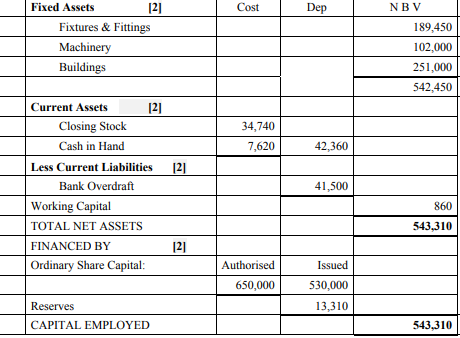 Fixed Assets [2] Cost Dep N B V
Fixtures & Fittings 189,450
Machinery 102,000
Buildings 251,000
542,450
Current Assets [2]
Closing Stock 34,740
Cash in Hand 7,620 42,360
Less Current Liabilities [2]
Bank Overdraft 41,500
Working Capital 860
TOTAL NET ASSETS 543,310
FINANCED BY [2]
Ordinary Share Capital: Authorised Issued
650,000 530,000
Reserves 13,310
CAPITAL EMPLOYED 543,310